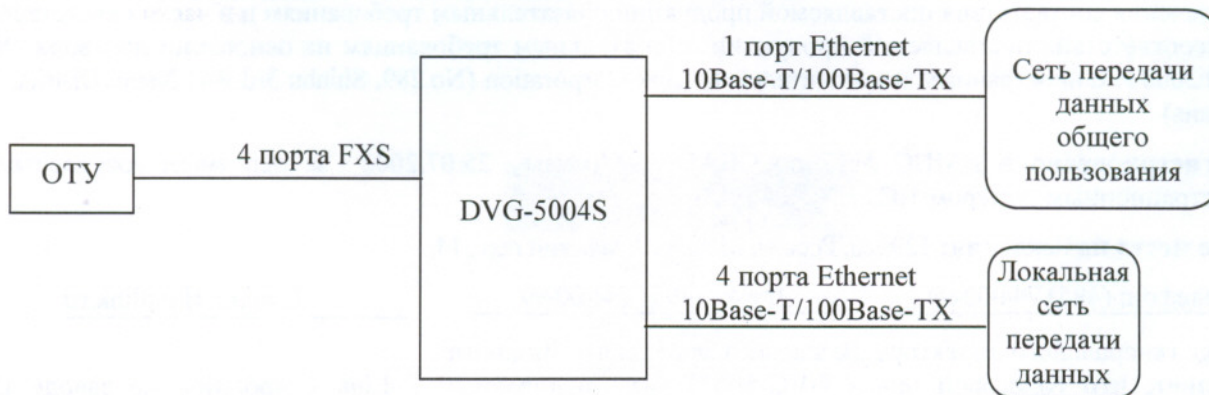 ОТУ
4 порта FXS
DVG-5004S
1 порт Ethernet
10Base-T/100Base-TX
Сеть передачи
данных
общего
пользования
4 порта Ethernet
10Base-T/100Base-TX
Локальная
сеть
передачи
данных